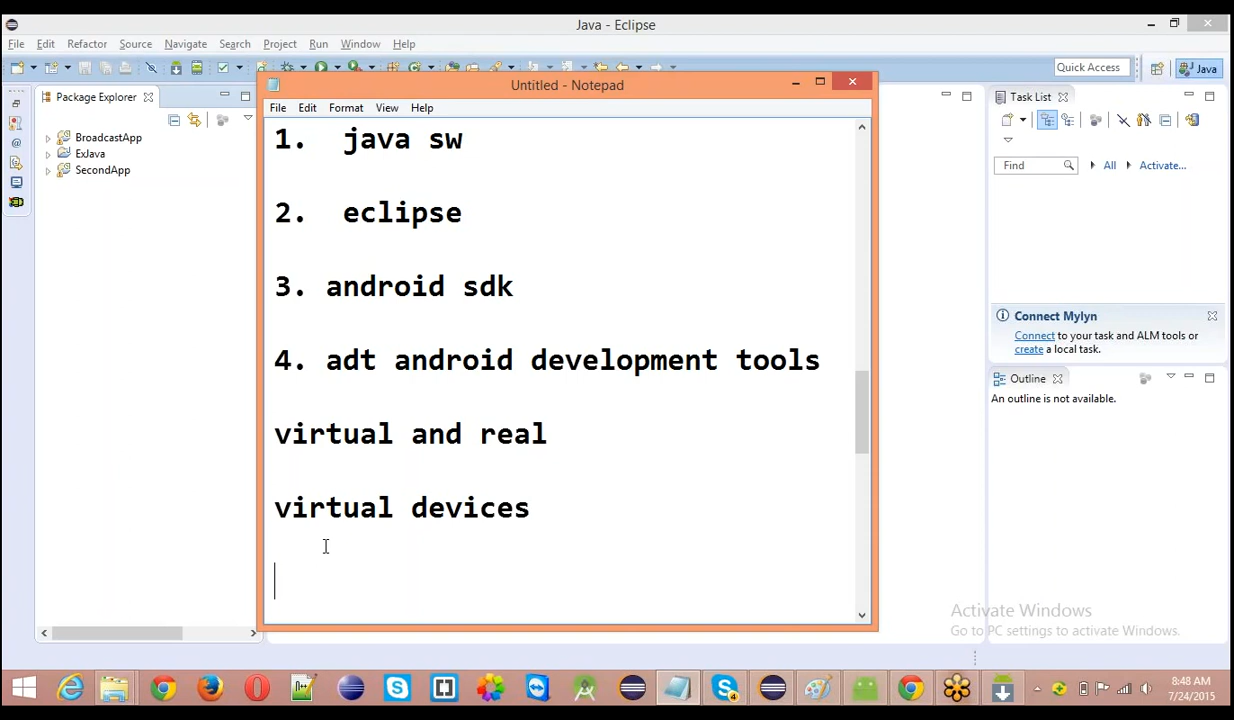 Java - Eclipse
File Edit Refactor Source Navigate Search Project Run Window Help
Quick Access
Java
Package Explorer
BroadcastApp
ExJava
SecondApp
Untitled - Notepad
File Edit Format View Help
1.  java sw
2.  eclipse
3. android sdk
4. adt android development tools
virtual and real
virtual devices
Task List
Find
All
Activate...
Connect Mylyn
Connect to your task and ALM tools or
create a local task.
Outline
An outline is not available.
Activate Windows
Go to PC settings to activate Windows.
4
8:48 AM
7/24/2015